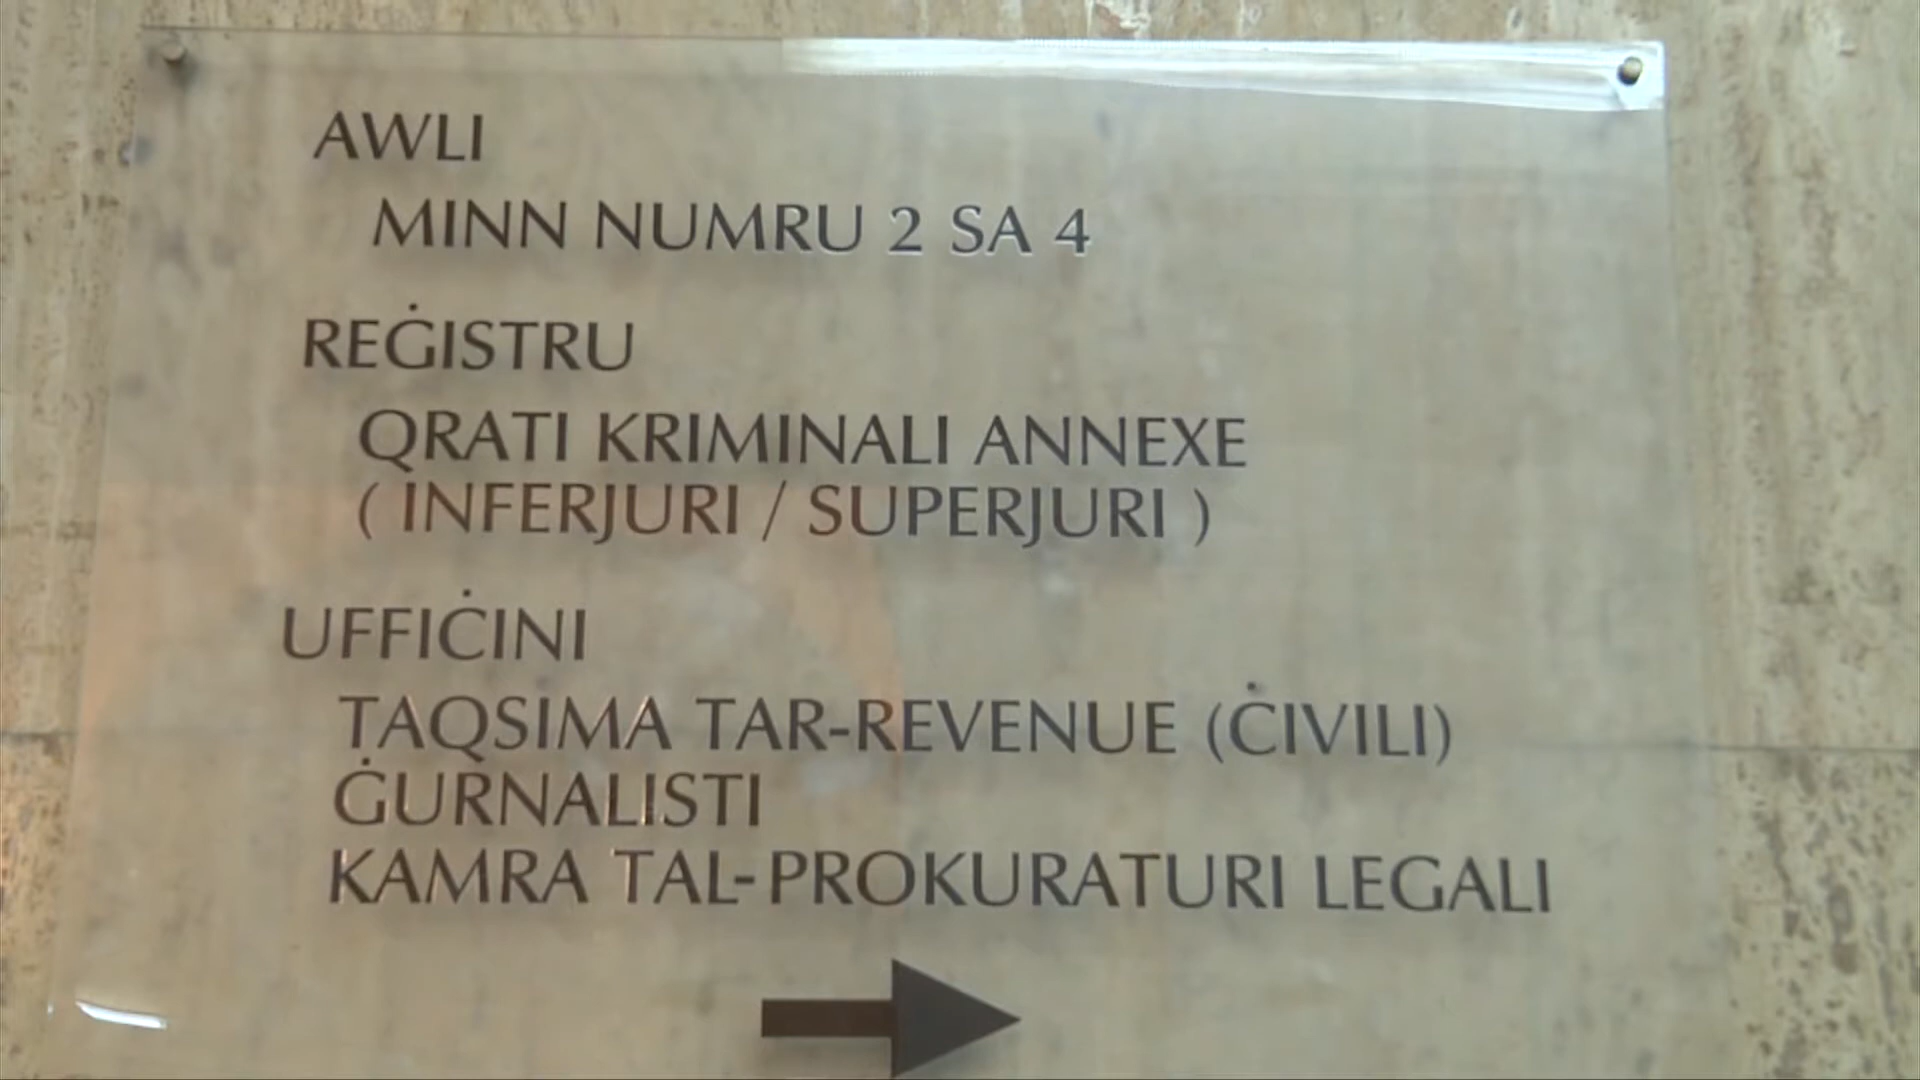 AWLI
MINN NUMRU 2 SA 4
REĠISTRU
QRATI KRIMINALI ANNEXE
( INFERJURI / SUPERJURI )
UFFIĊINI
TAQSIMA TAR-REVENUE (ĊIVILI)
ĠURNALISTI
KAMRA TAL-PROKURATURI LEGALI